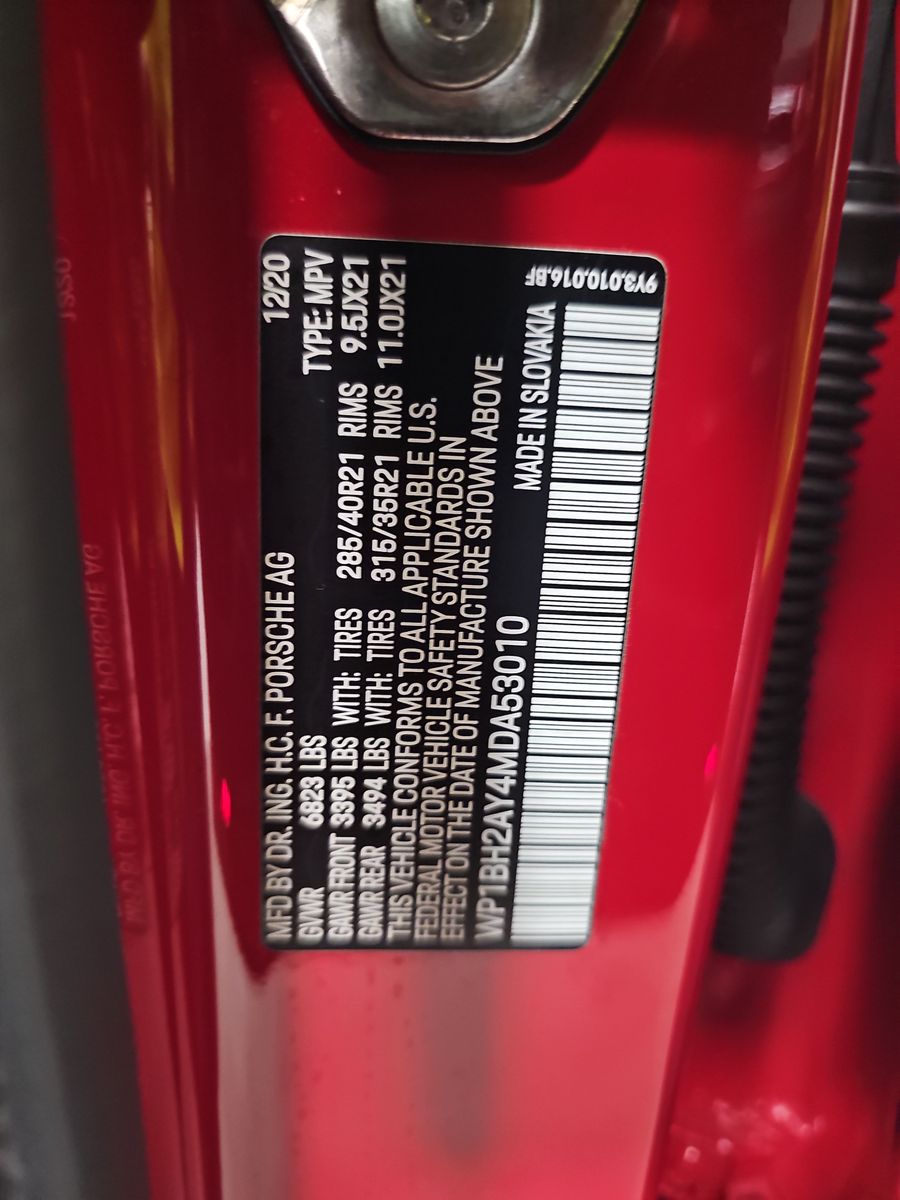 MFD BY DR. ING. H.C. F. PORSCHE AG 12/20
GVWR 6823 LBS TYPE: MPV
GAWR FRONT 3395 LBS WITH: TIRES 285/40R21 RIMS 9.5JX21
GAWR REAR 3494 LBS WITH: TIRES 315/35R21 RIMS 11.0JX21
THIS VEHICLE CONFORMS TO ALL APPLICABLE U.S.
FEDERAL MOTOR VEHICLE SAFETY STANDARDS IN
EFFECT ON THE DATE OF MANUFACTURE SHOWN ABOVE
WP1BH2AY4MDA53010
MADE IN SLOVAKIA
9Y3.010.016.BF